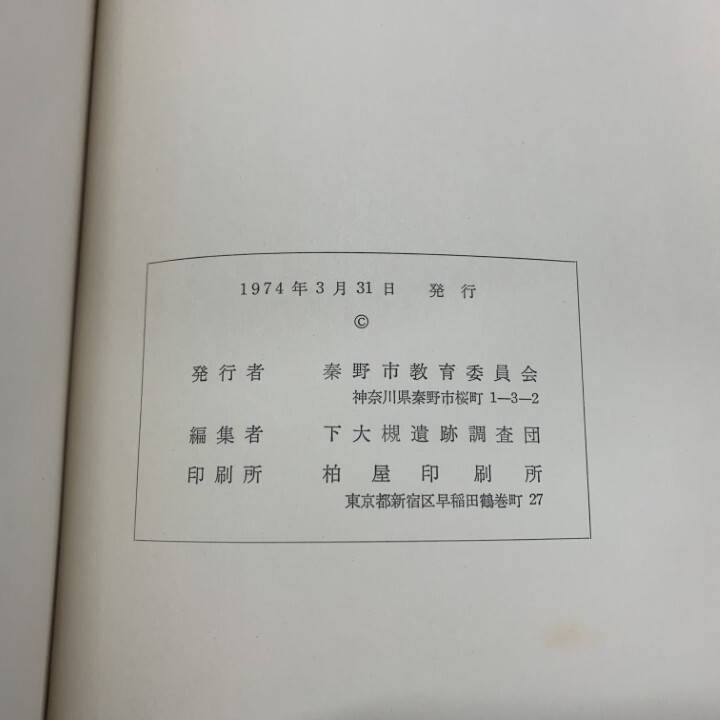 1974年3月31日 発行
©
発行者 秦野市教育委員会
神奈川県秦野市桜町 1—3—2
編集者 下大槻遺跡調査団
印刷所 柏屋印刷所
東京都新宿区早稲田鶴巻町 27